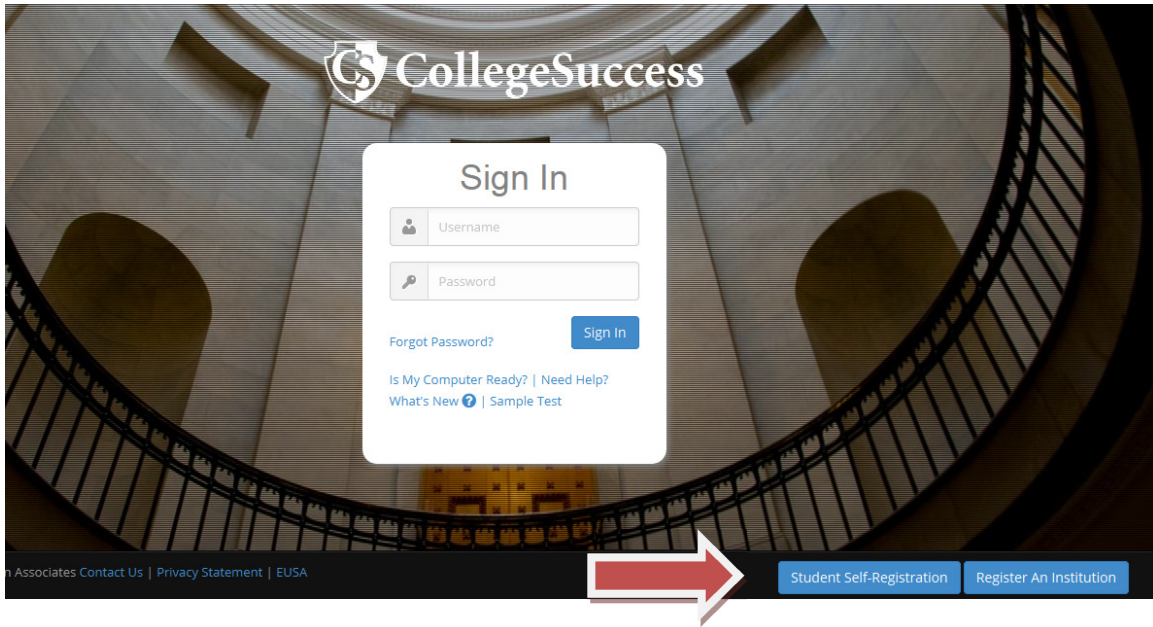 CS CollegeSuccess
Sign In
Username
Password
Forgot Password?
Sign In
Is My Computer Ready? | Need Help?
What's New ? | Sample Test
n Associates Contact Us | Privacy Statement | EUSA
Student Self-Registration
Register An Institution